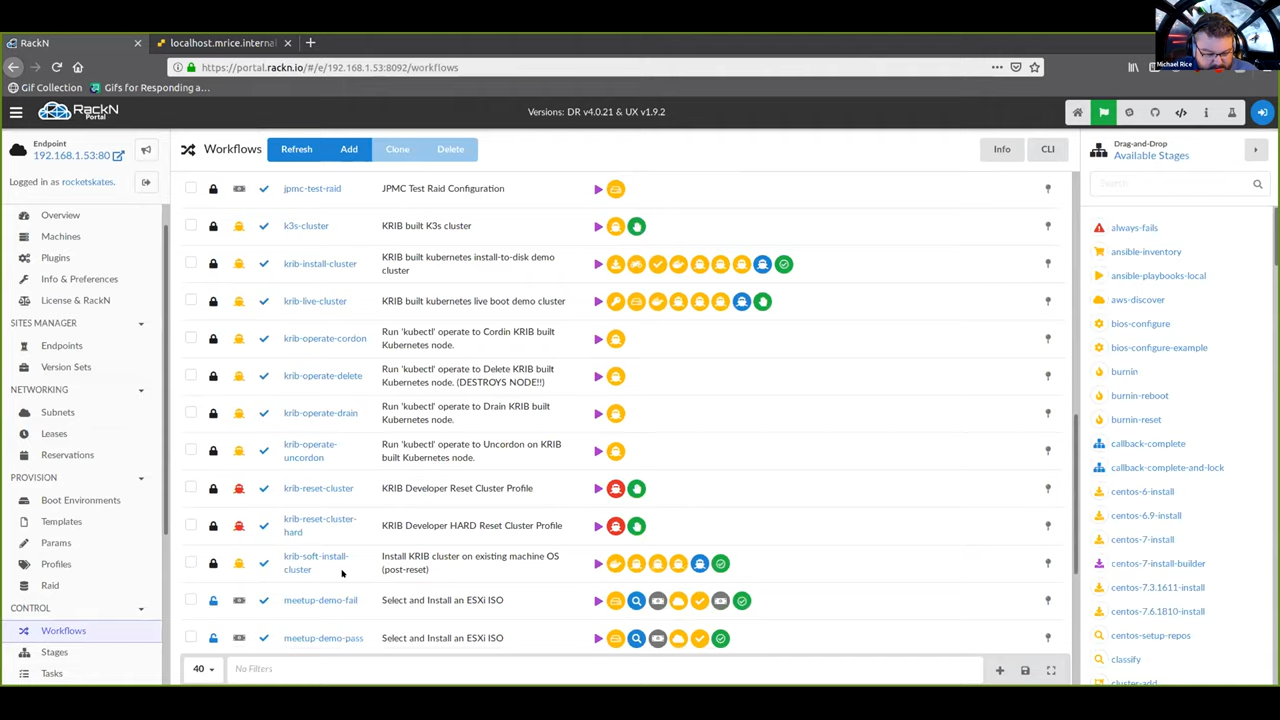 RackN
localhost.mrice.internal
https://portal.rackn.io/#/e/192.168.1.53:8092/workflows
Gif Collection
Gifs for Responding a...
Michael Rice
RackN
Portal
Versions: DR v4.0.21 & UX v1.9.2
Endpoint
192.168.1.53:80
Logged in as rocketskates.
Overview
Machines
Plugins
Info & Preferences
License & RackN
SITES MANAGER
Endpoints
Version Sets
NETWORKING
Subnets
Leases
Reservations
PROVISION
Boot Environments
Templates
Params
Profiles
Raid
CONTROL
Workflows
Stages
Tasks
Workflows
Refresh
Add
Clone
Delete
Info
CLI
jpmc-test-raid
JPMC Test Raid Configuration
k3s-cluster
KRIB built K3s cluster
krib-install-cluster
KRIB built kubernetes install-to-disk demo
cluster
krib-live-cluster
KRIB built kubernetes live boot demo cluster
krib-operate-cordon
Run 'kubectl' operate to Cordin KRIB built
Kubernetes node.
krib-operate-delete
Run 'kubectl' operate to Delete KRIB built
Kubernetes node. (DESTROYS NODE!!)
krib-operate-drain
Run 'kubectl' operate to Drain KRIB built
Kubernetes node.
krib-operate-
uncordon
Run 'kubectl' operate to Uncordon on KRIB
built Kubernetes node.
krib-reset-cluster
KRIB Developer Reset Cluster Profile
krib-reset-cluster-
hard
KRIB Developer HARD Reset Cluster Profile
krib-soft-install-
cluster
Install KRIB cluster on existing machine OS
(post-reset)
meetup-demo-fail
Select and Install an ESXi ISO
meetup-demo-pass
Select and Install an ESXi ISO
40
No Filters
Drag-and-Drop
Available Stages
Search
always-fails
ansible-inventory
ansible-playbooks-local
aws-discover
bios-configure
bios-configure-example
burnin
burnin-reboot
burnin-reset
callback-complete
callback-complete-and-lock
centos-6-install
centos-6.9-install
centos-7-install
centos-7-install-builder
centos-7.3.1611-install
centos-7.6.1810-install
centos-setup-repos
classify
cluster-add